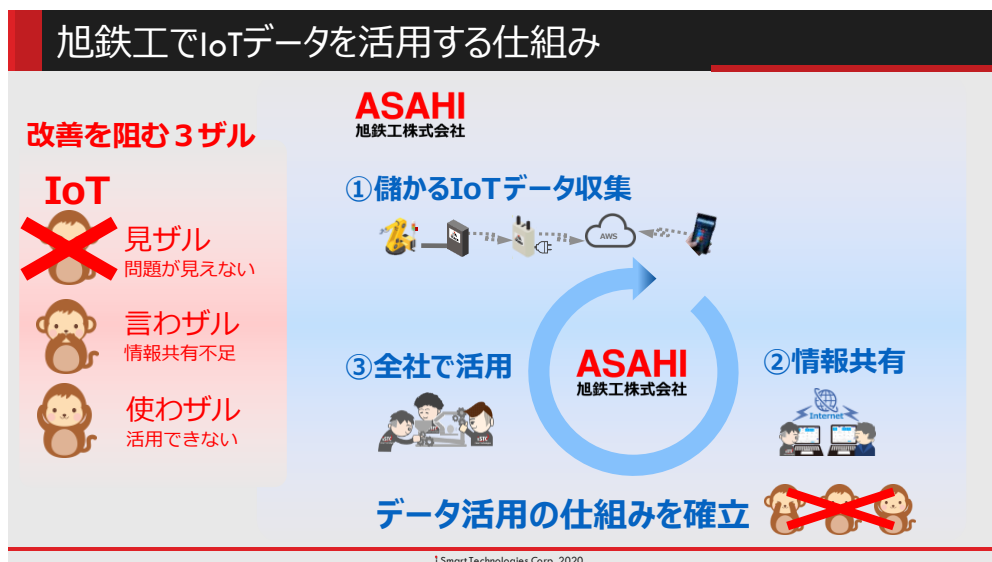 旭鉄工でIoTデータを活用する仕組み
改善を阻む３ザル
IoT
見ザル
問題が見えない
言わザル
情報共有不足
使わザル
活用できない
ASAHI
旭鉄工株式会社
①儲かるIoTデータ収集
AWS
ASAHI
旭鉄工株式会社
②情報共有
Internet
③全社で活用
データ活用の仕組みを確立
i Smart Technologies Corp. 2020